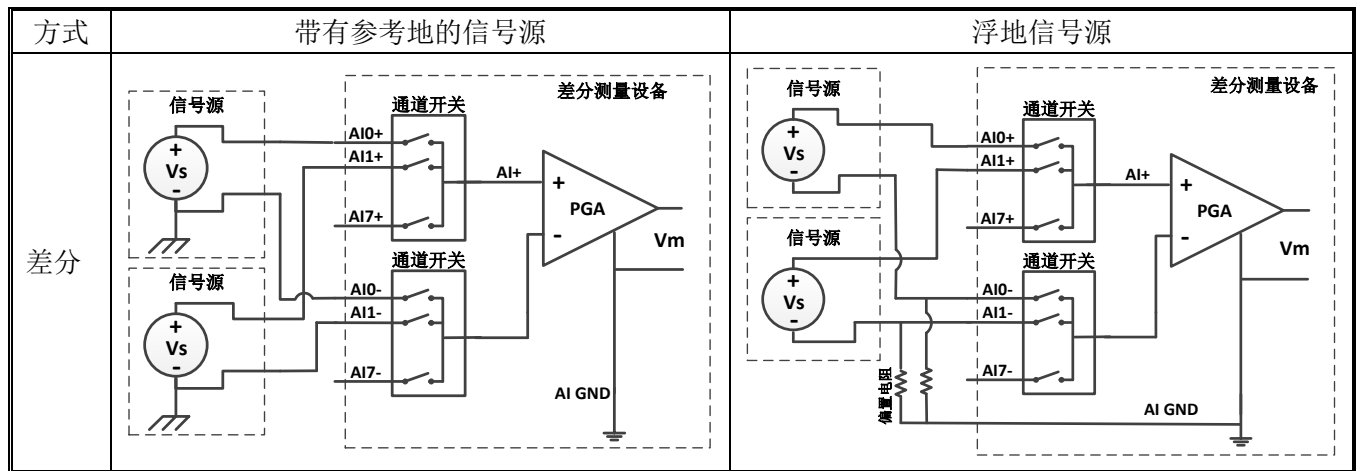 方式
带有参考地的信号源
浮地信号源
差分
信号源
+
Vs
-
信号源
+
Vs
-
差分测量设备
通道开关
AI0+
AI1+
AI7+
通道开关
AI0-
AI1-
AI7-
AI+
+
PGA
-
Vm
AI GND
信号源
+
Vs
-
信号源
+
Vs
-
差分测量设备
通道开关
AI0+
AI1+
AI7+
通道开关
AI0-
AI1-
AI7-
AI+
+
PGA
-
Vm
偏置电阻
AI GND